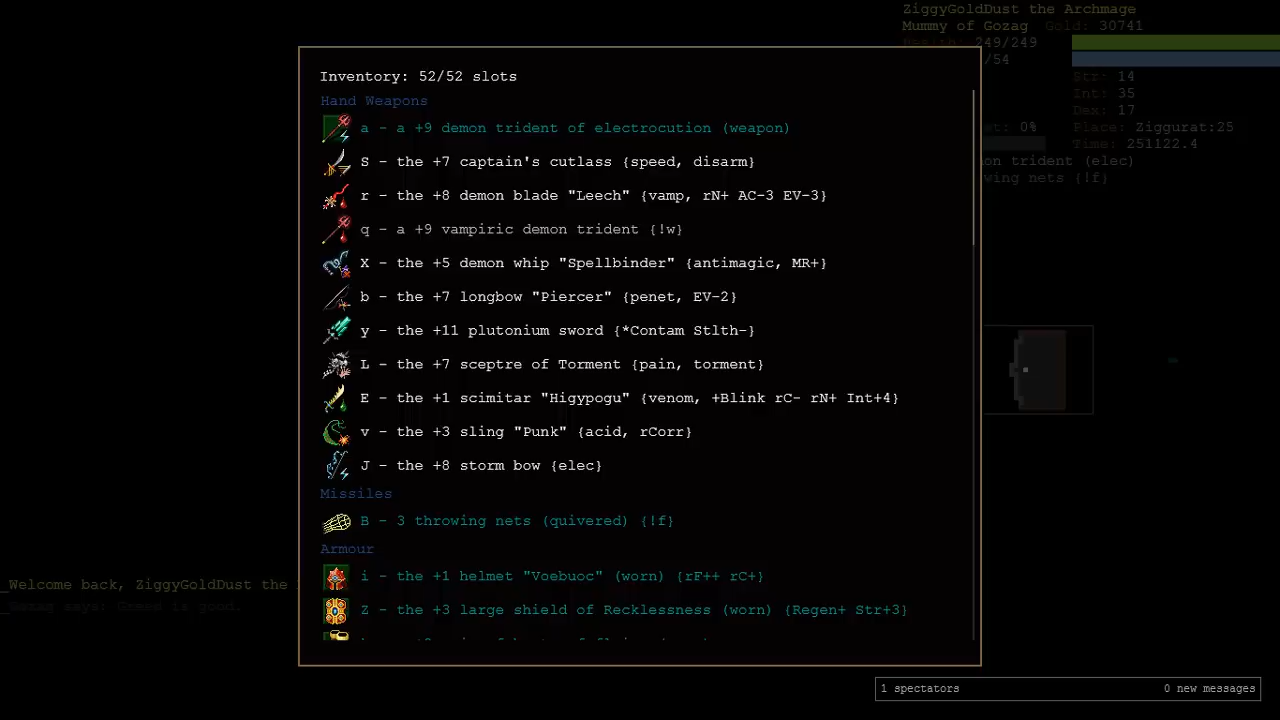 ZiggyGoldDust the Archmage
Mummy of Gozag Gold: 30741
249/249
/54
Str: 14
Int: 35
Dex: 17
0% Place: Ziggurat:25
Time: 251122.4
on trident (elec)
wing nets {!f}
Inventory: 52/52 slots
Hand Weapons
a - a +9 demon trident of electrocution (weapon)
S - the +7 captain's cutlass {speed, disarm}
r - the +8 demon blade "Leech" {vamp, rN+ AC-3 EV-3}
q - a +9 vampiric demon trident {!w}
X - the +5 demon whip "Spellbinder" {antimagic, MR+}
b - the +7 longbow "Piercer" {penet, EV-2}
y - the +11 plutonium sword {*Contam Stlth-}
L - the +7 sceptre of Torment {pain, torment}
E - the +1 scimitar "Higypogu" {venom, +Blink rC- rN+ Int+4}
v - the +3 sling "Punk" {acid, rCorr}
J - the +8 storm bow {elec}
Missiles
B - 3 throwing nets (quivered) {!f}
Armour
i - the +1 helmet "Voebuoc" (worn) {rF++ rC+}
Z - the +3 large shield of Recklessness (worn) {Regen+ Str+3}
_Welcome back, ZiggyGoldDust the
_Gozag says: Greed is good.
1 spectators 0 new messages